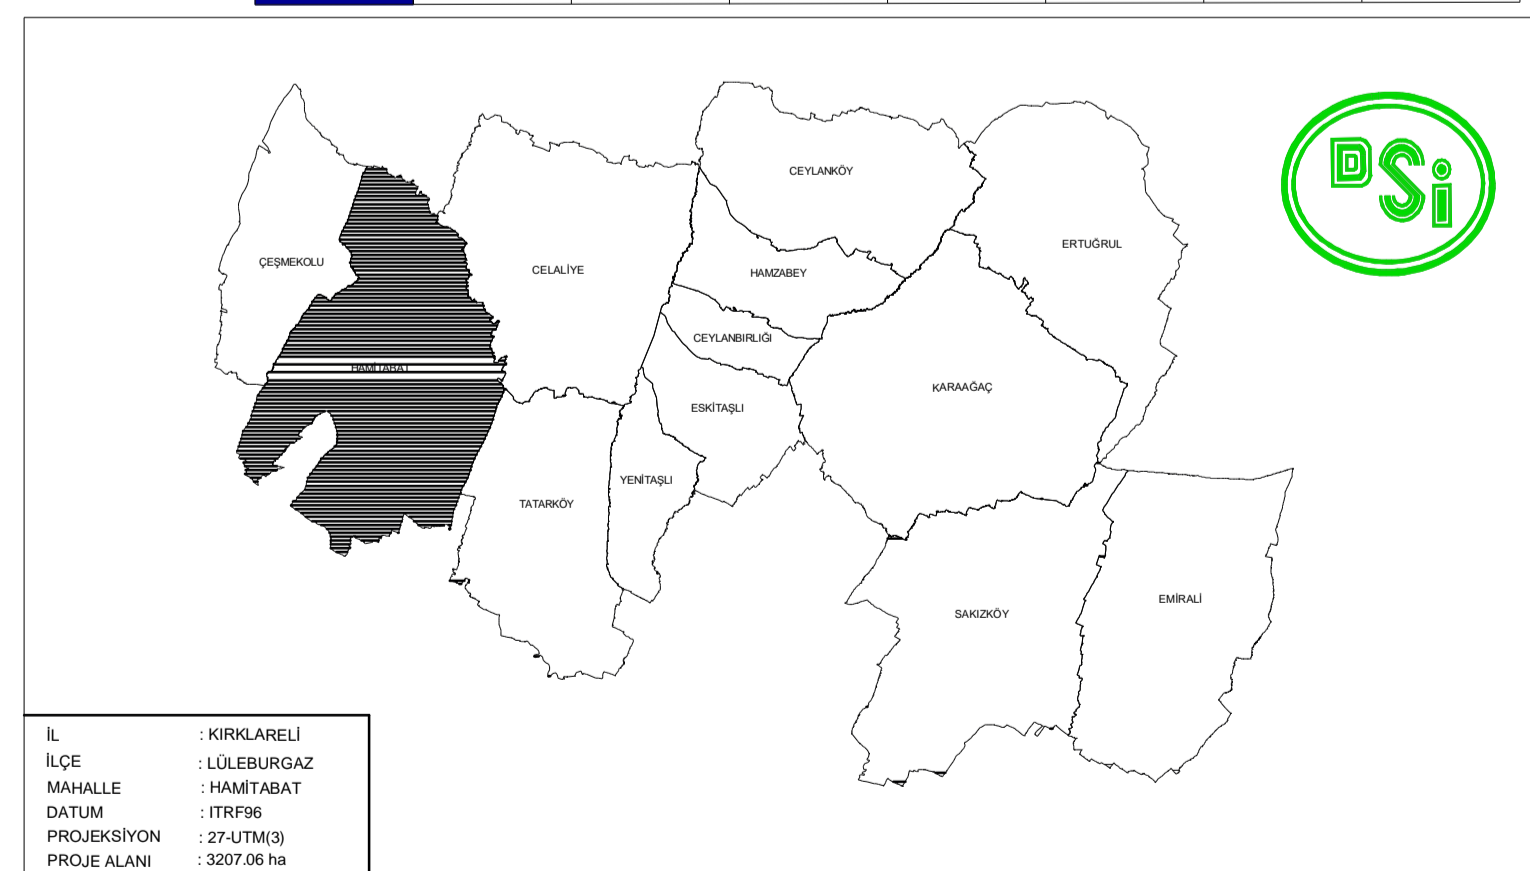 CEYLANKÖY
DSi
ERTUĞRUL
ÇEŞMEKOLU
CELALİYE
HAMZABEY
CEYLANBIRLIĞI
HAMİTABAT
KARAAĞAÇ
ESKİTAŞLI
YENİTAŞLI
TATARKÖY
EMİRALİ
SAKIZKÖY
İL : KIRKLARELİ
İLÇE : LÜLEBURGAZ
MAHALLE : HAMİTABAT
DATUM : ITRF96
PROJEKSİYON : 27-UTM(3)
PROJE ALANI : 3207.06 ha